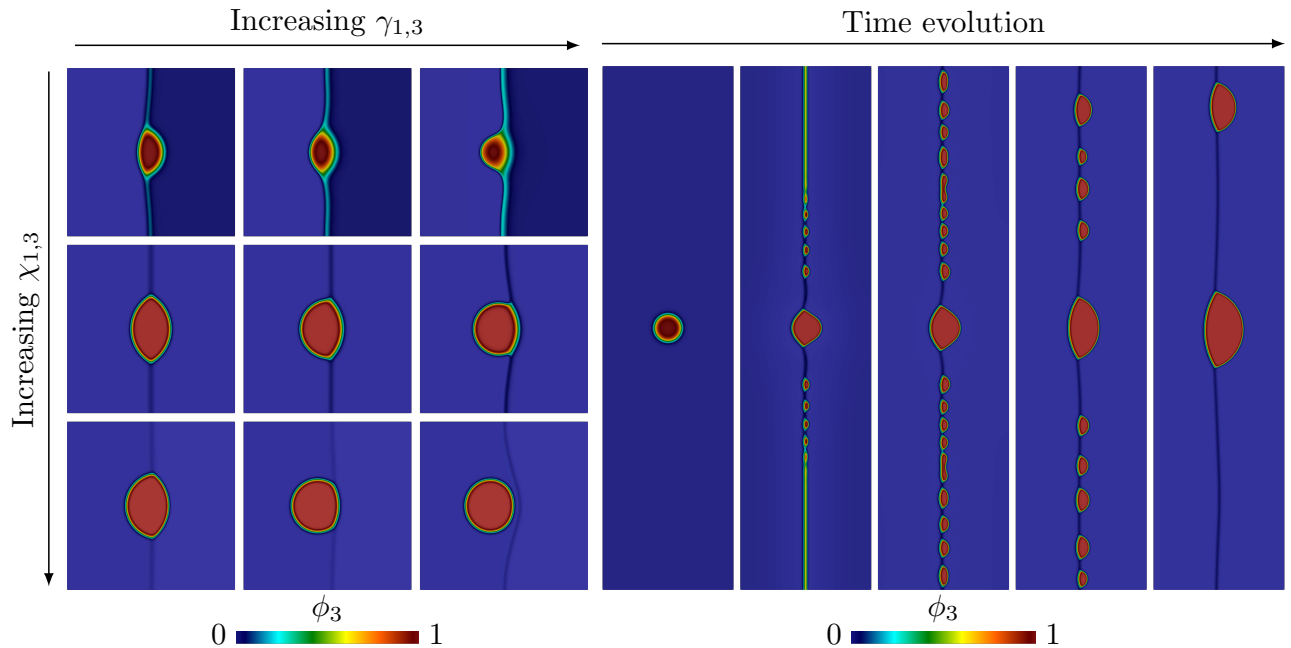 Increasing γ1,3
Time evolution
Increasing χ1,3
ϕ3
0 1
ϕ3
0 1